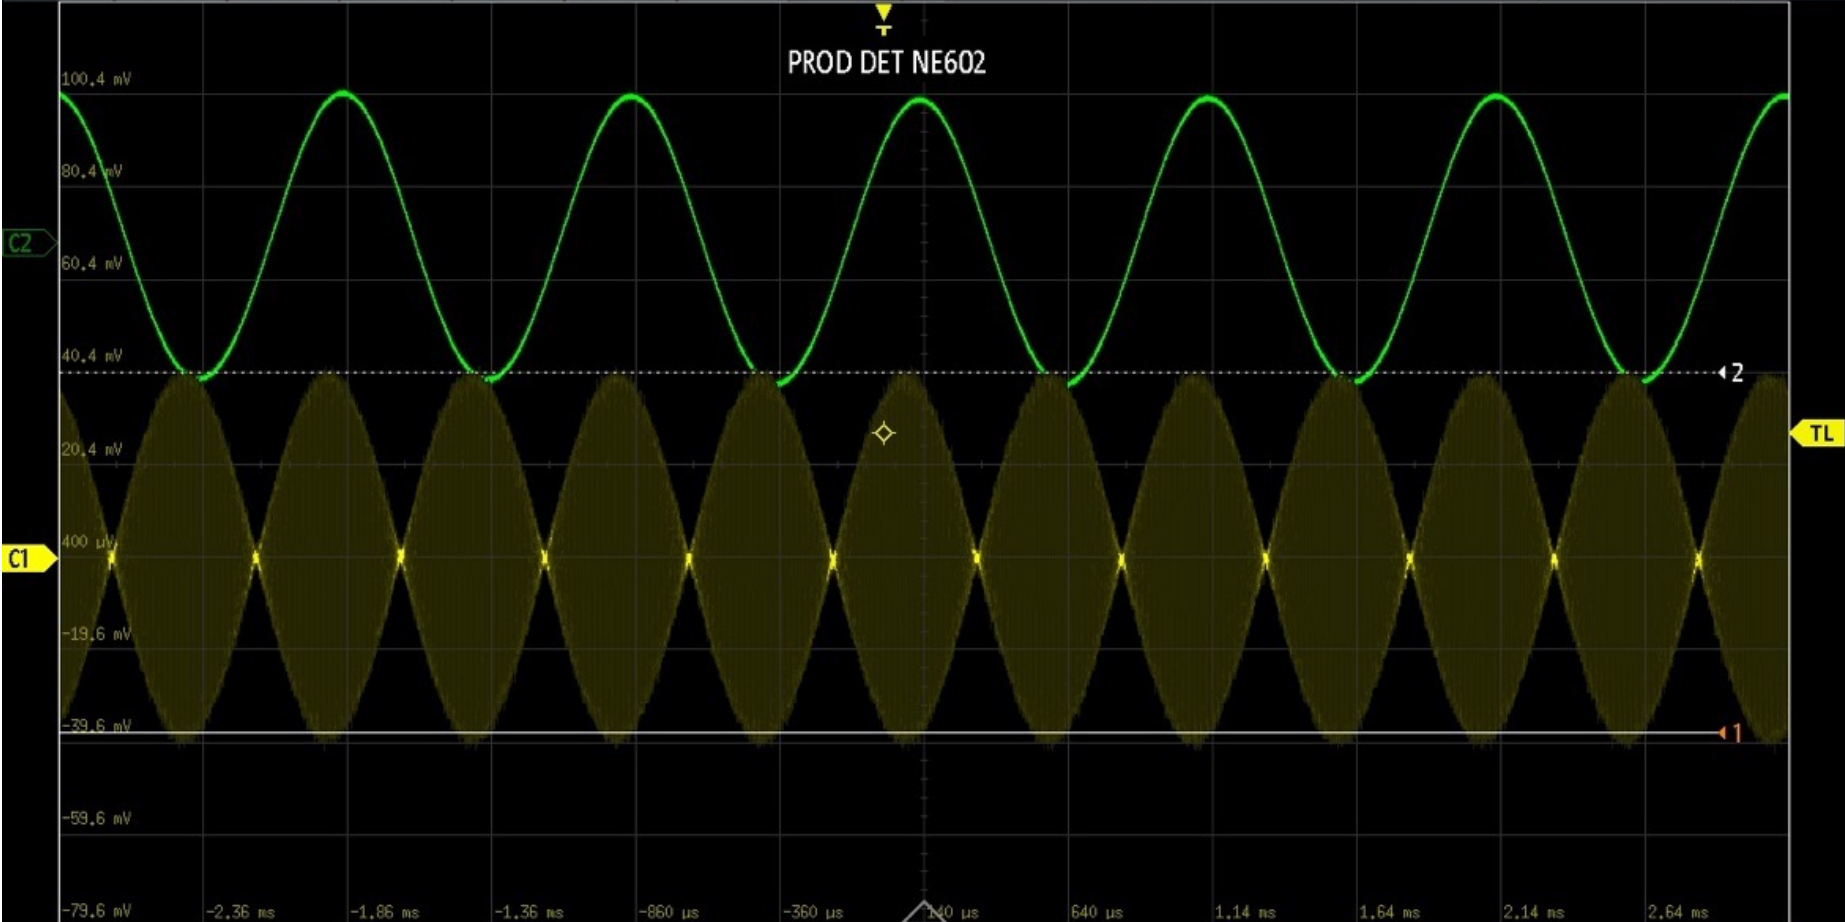 T
PROD DET NE602
100.4 mV
80.4 mV
C2
60.4 mV
40.4 mV
2
TL
20.4 mV
400 µV
C1
-19.6 mV
-39.6 mV
1
-59.6 mV
-79.6 mV
-2.36 ms
-1.86 ms
-1.36 ms
-860 µs
-360 µs
140 µs
640 µs
1.14 ms
1.64 ms
2.14 ms
2.64 ms